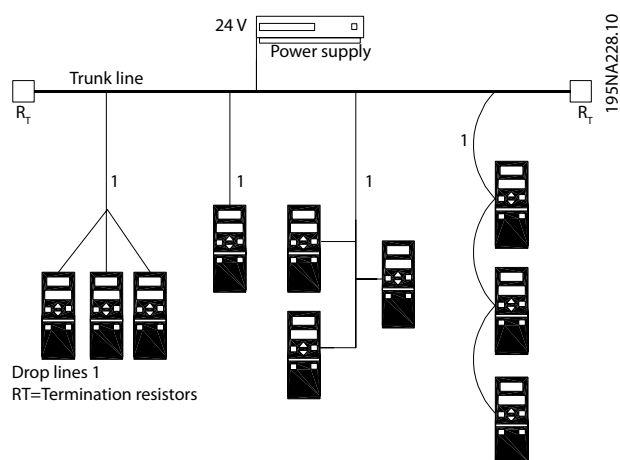 24 V
Power supply
195NA228.10
Trunk line
R_T
R_T
1
1
1
1
Drop lines 1
RT=Termination resistors